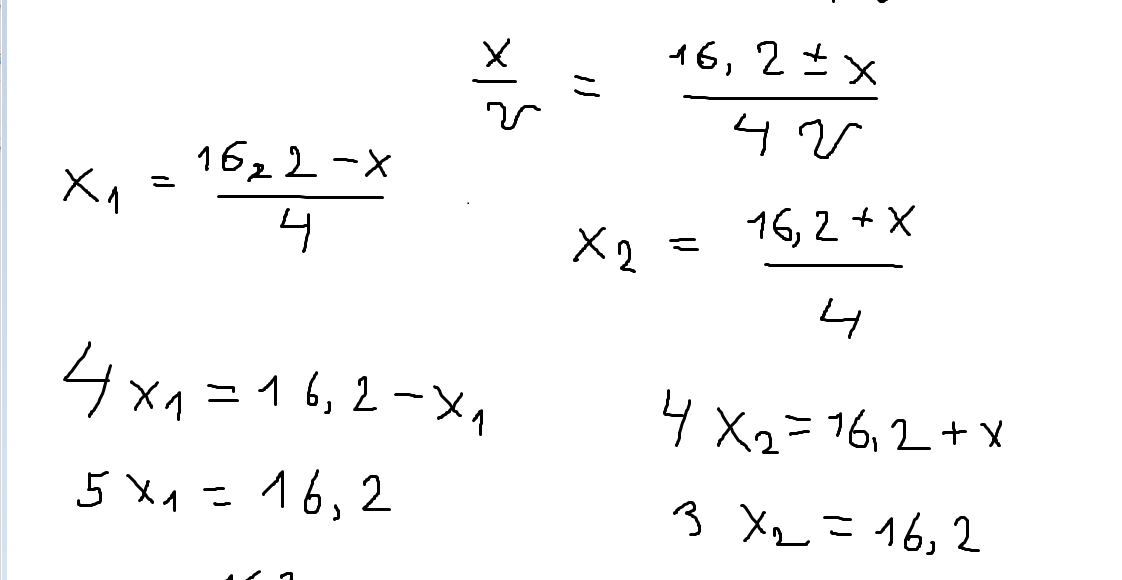 x/v = (16,2 ± x)/(4v)
x₁ = (16,2 - x)/4
x₂ = (16,2 + x)/4
4x₁ = 16,2 - x₁
4x₂ = 16,2 + x
5x₁ = 16,2
3x₂ = 16,2